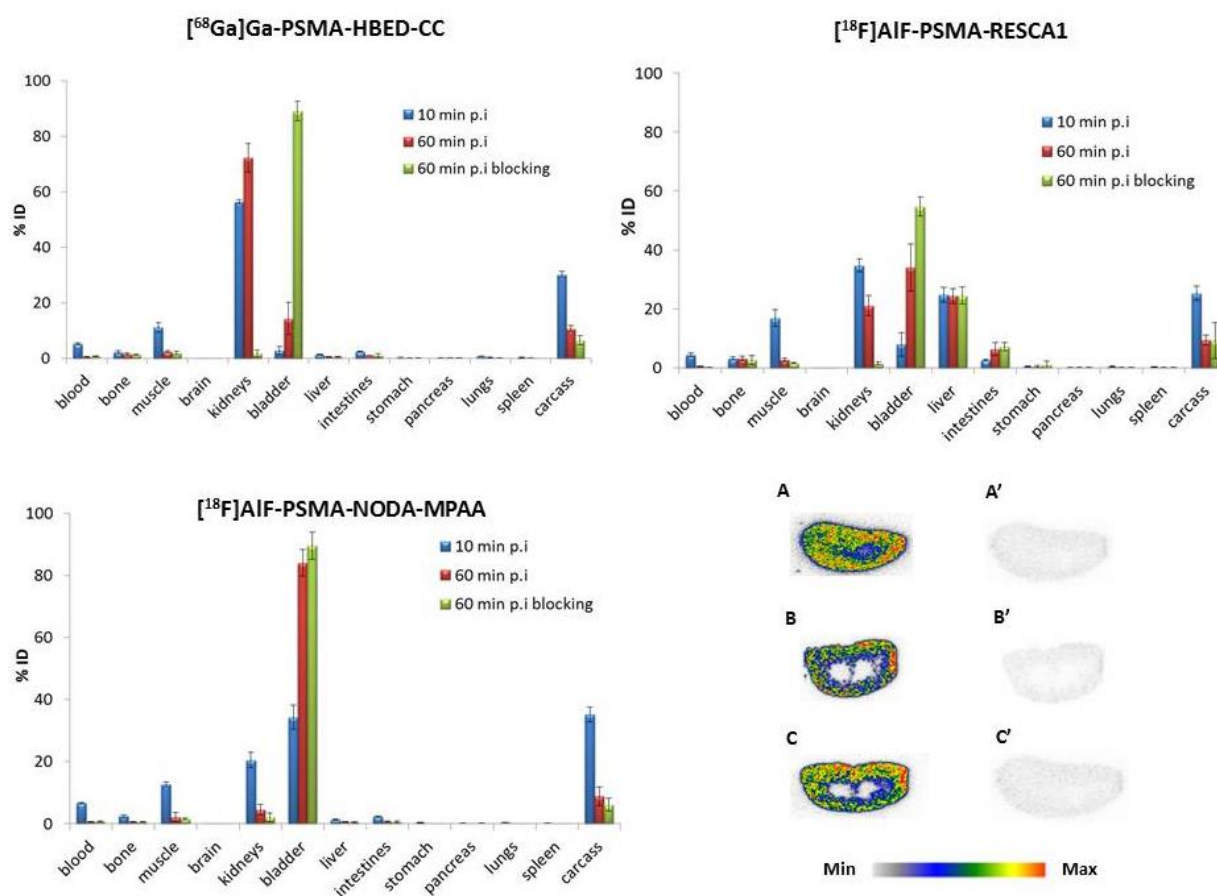 [⁶⁸Ga]Ga-PSMA-HBED-CC
100
80
60
40
20
0
% ID
10 min p.i
60 min p.i
60 min p.i blocking
blood
bone
muscle
brain
kidneys
bladder
liver
intestines
stomach
pancreas
lungs
spleen
carcass
[¹⁸F]AlF-PSMA-RESCA1
100
80
60
40
20
0
% ID
10 min p.i
60 min p.i
60 min p.i blocking
blood
bone
muscle
brain
kidneys
bladder
liver
intestines
stomach
pancreas
lungs
spleen
carcass
[¹⁸F]AlF-PSMA-NODA-MPAA
100
80
60
40
20
0
% ID
10 min p.i
60 min p.i
60 min p.i blocking
blood
bone
muscle
brain
kidneys
bladder
liver
intestines
stomach
pancreas
lungs
spleen
carcass
A A'
B B'
C C'
Min Max